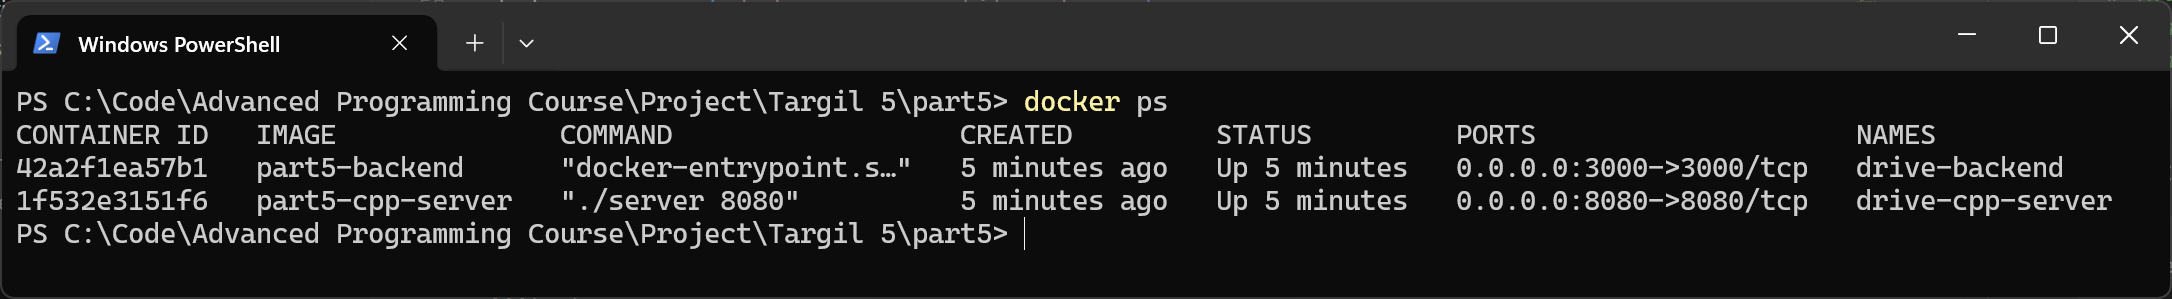 Windows PowerShell
PS C:\Code\Advanced Programming Course\Project\Targil 5\part5> docker ps
CONTAINER ID   IMAGE              COMMAND                  CREATED         STATUS         PORTS                    NAMES
42a2f1ea57b1   part5-backend      "docker-entrypoint.s…"   5 minutes ago   Up 5 minutes   0.0.0.0:3000->3000/tcp   drive-backend
1f532e3151f6   part5-cpp-server   "./server 8080"          5 minutes ago   Up 5 minutes   0.0.0.0:8080->8080/tcp   drive-cpp-server
PS C:\Code\Advanced Programming Course\Project\Targil 5\part5>